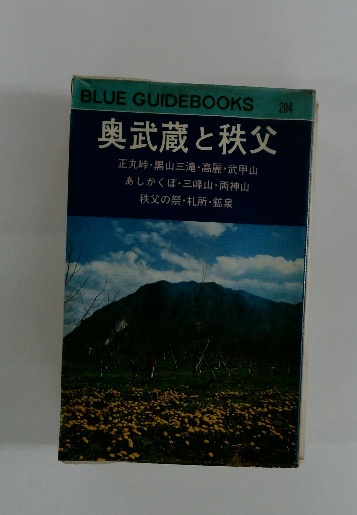 BLUE GUIDEBOOKS 204
奥武蔵と秩父
正丸峠・黒山三滝・高麗・武甲山
あしがくぼ・三峰山・両神山
秩父の祭・札所・鉱泉